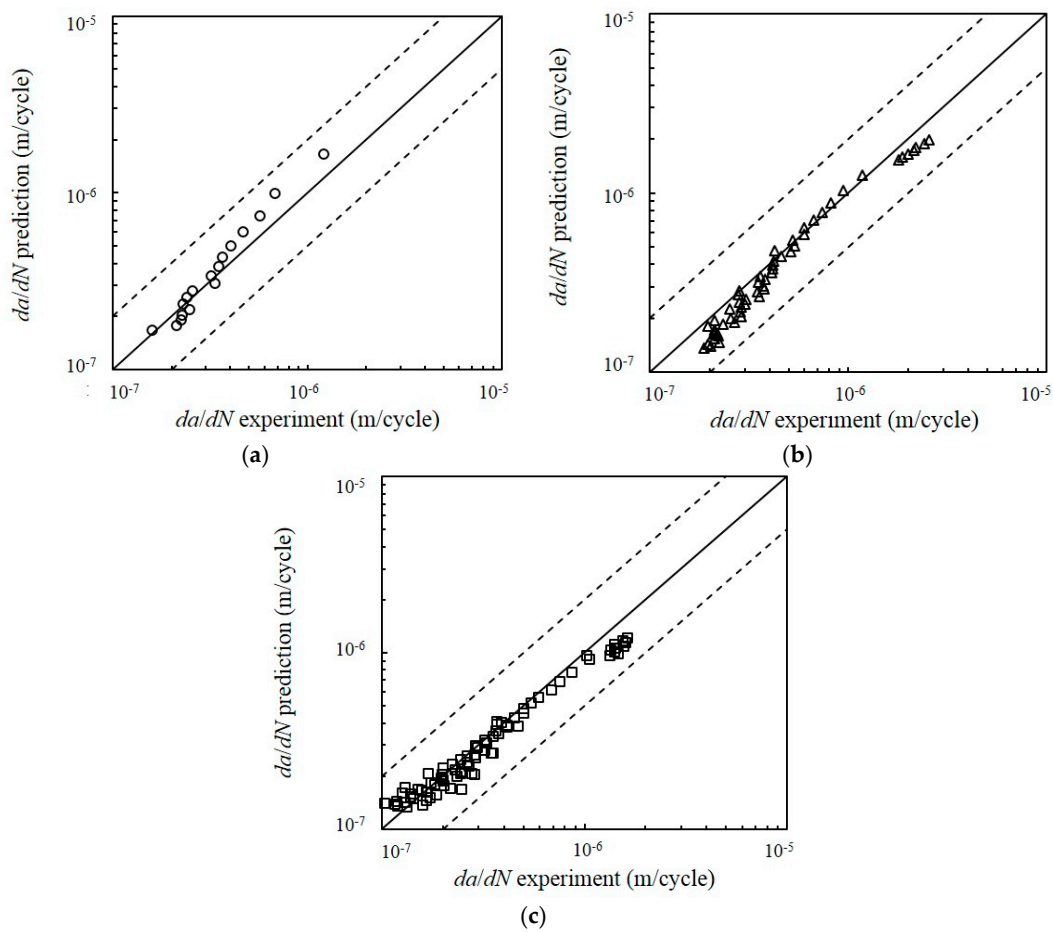 10⁻⁵
da/dN prediction (m/cycle)
10⁻⁶
10⁻⁷
10⁻⁷
10⁻⁶
10⁻⁵
da/dN experiment (m/cycle)
(a)
10⁻⁵
da/dN prediction (m/cycle)
10⁻⁶
10⁻⁷
10⁻⁷
10⁻⁶
10⁻⁵
da/dN experiment (m/cycle)
(b)
10⁻⁵
da/dN prediction (m/cycle)
10⁻⁶
10⁻⁷
10⁻⁷
10⁻⁶
10⁻⁵
da/dN experiment (m/cycle)
(c)